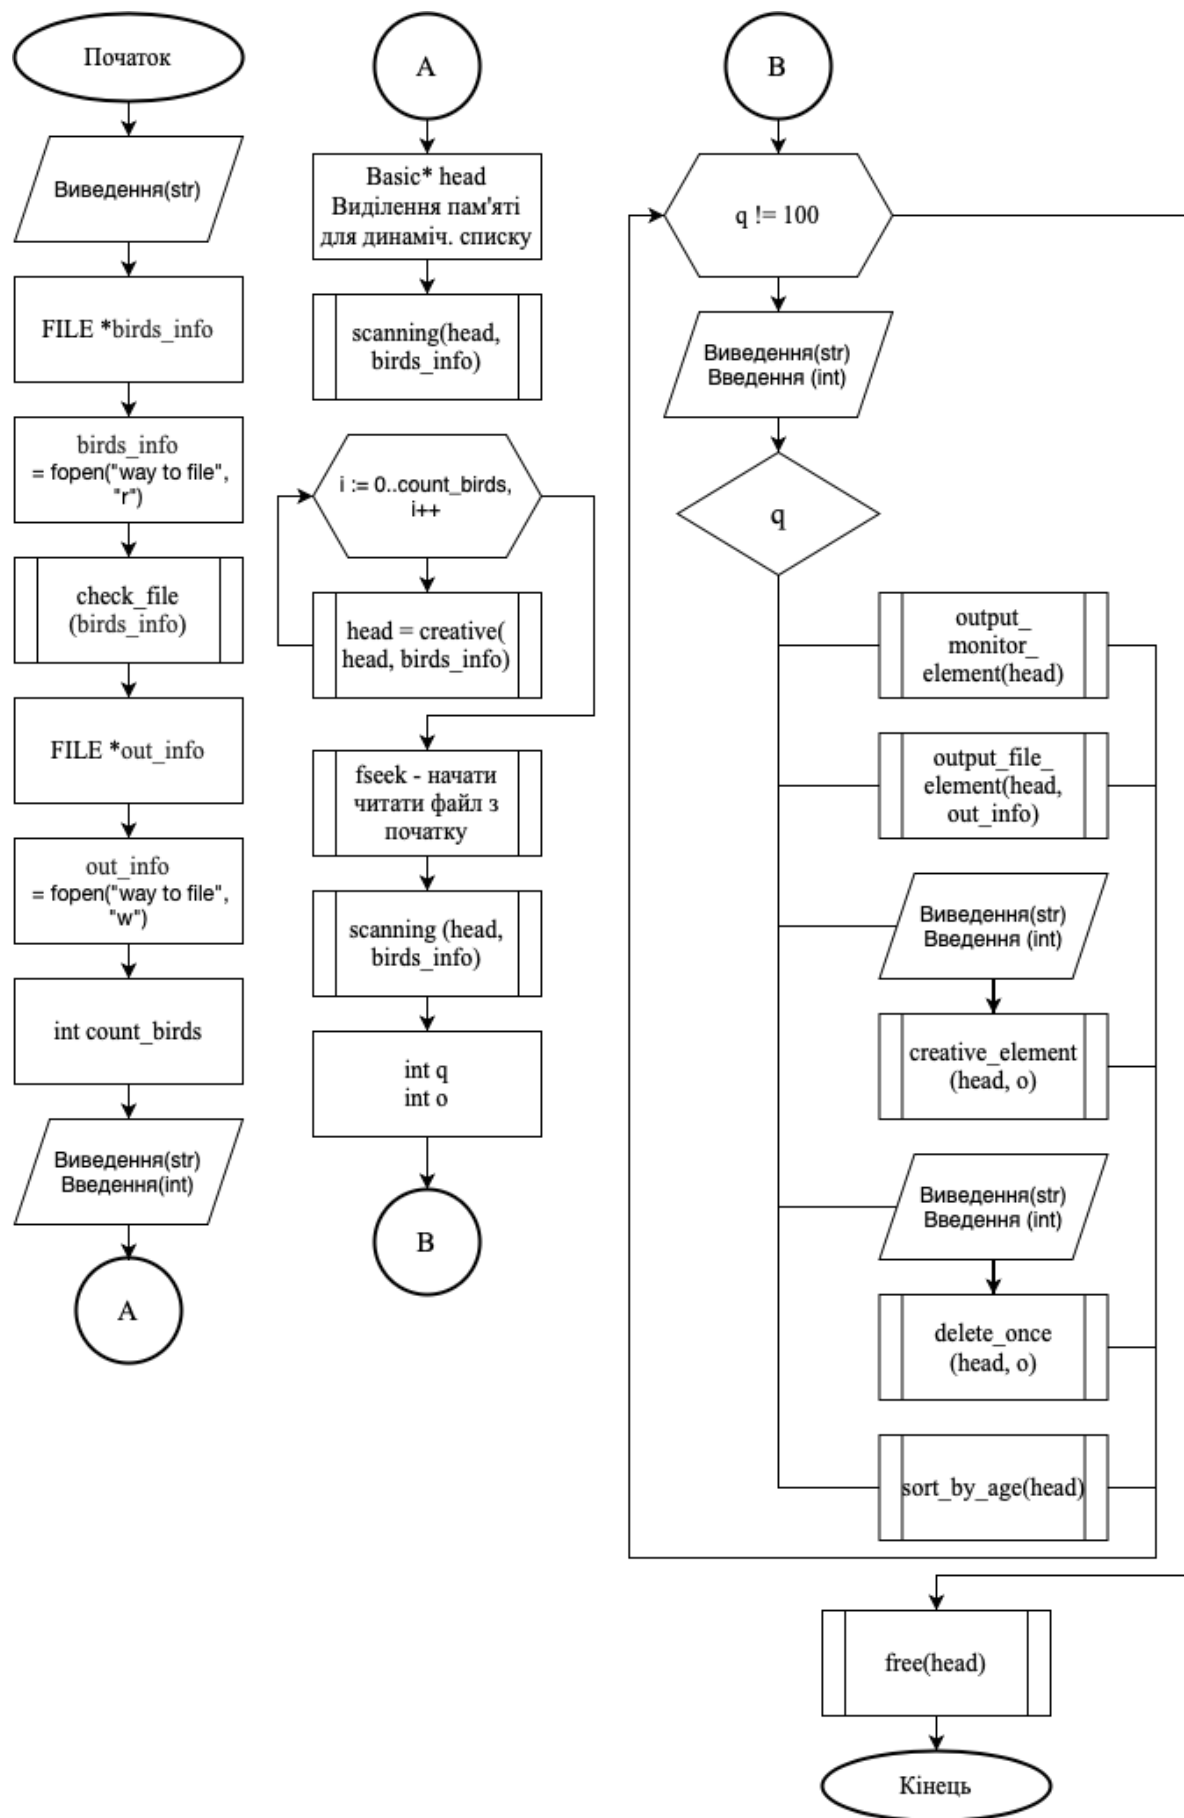 Початок
Виведення(str)
FILE *birds_info
birds_info
= fopen("way to file",
"r")
check_file
(birds_info)
FILE *out_info
out_info
= fopen("way to file",
"w")
int count_birds
Виведення(str)
Введення(int)
A
A
Basic* head
Виділення пам'яті
для динаміч. списку
scanning(head,
birds_info)
i := 0..count_birds,
i++
head = creative(
head, birds_info)
fseek - начати
читати файл з
початку
scanning (head,
birds_info)
int q
int o
B
B
q != 100
Виведення(str)
Введення (int)
q
output_
monitor_
element(head)
output_file_
element(head,
out_info)
Виведення(str)
Введення (int)
creative_element
(head, o)
Виведення(str)
Введення (int)
delete_once
(head, o)
sort_by_age(head)
free(head)
Кінець